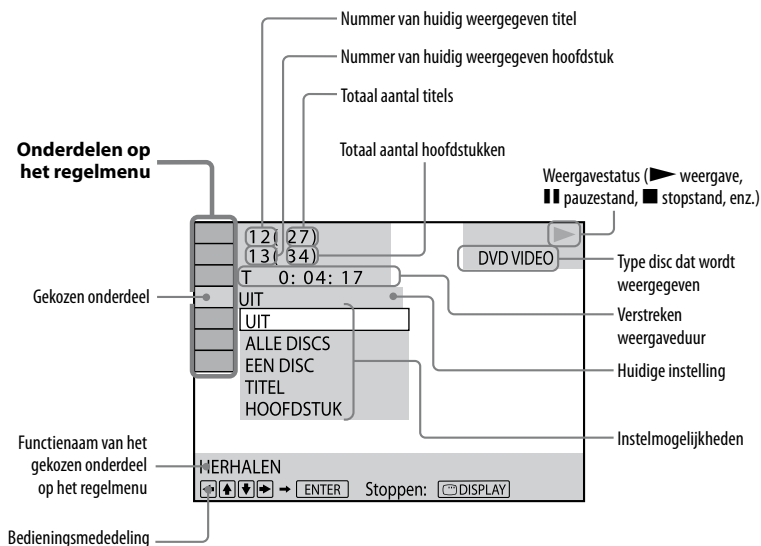 Nummer van huidig weergegeven titel
Nummer van huidig weergegeven hoofdstuk
Totaal aantal titels
Onderdelen op
het regelmenu
Totaal aantal hoofdstukken
Weergavestatus (▶ weergave,
❚❚ pauzestand, ■ stopstand, enz.)
12( 27)
13( 34)
DVD VIDEO
Type disc dat wordt
weergegeven
T 0: 04: 17
Gekozen onderdeel
UIT
UIT
Verstreken
weergaveduur
ALLE DISCS
EEN DISC
TITEL
HOOFDSTUK
Huidige instelling
Instelmogelijkheden
Functienaam van het
gekozen onderdeel
op het regelmenu
HERHALEN
← ↑ ↓ → → ENTER Stoppen: DISPLAY
Bedieningsmededeling